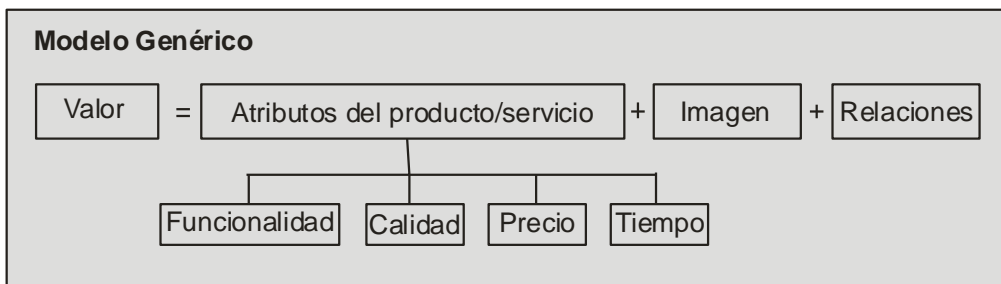 Modelo Genérico
Valor = Atributos del producto/servicio + Imagen + Relaciones
Funcionalidad Calidad Precio Tiempo